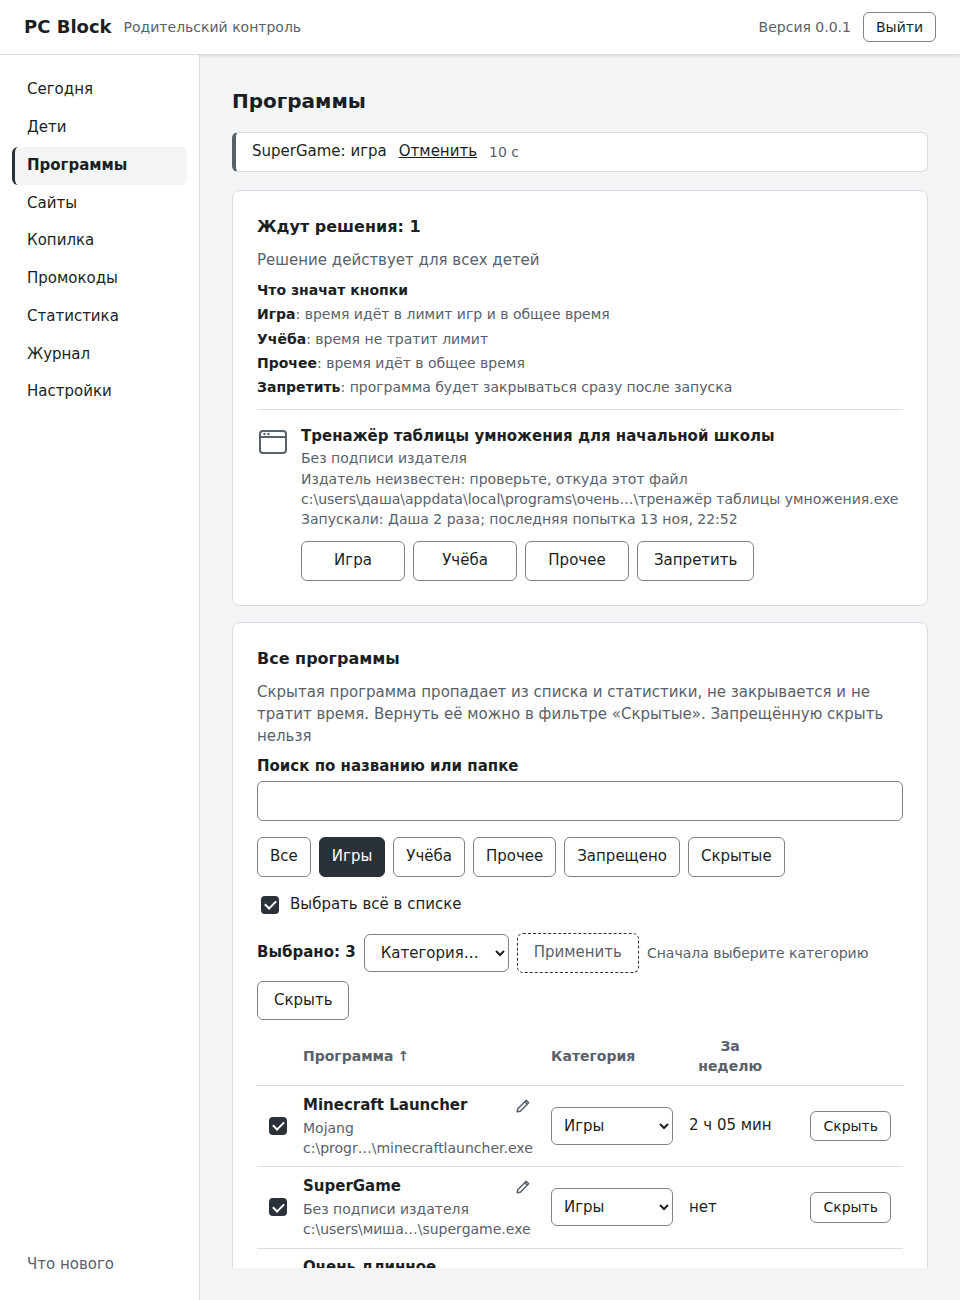 PC Block Родительский контроль Версия 0.0.1 Выйти
Сегодня
Дети
Программы
Сайты
Копилка
Промокоды
Статистика
Журнал
Настройки
Что нового
Программы
SuperGame: игра Отменить 10 с
Ждут решения: 1
Решение действует для всех детей
Что значат кнопки
Игра: время идёт в лимит игр и в общее время
Учёба: время не тратит лимит
Прочее: время идёт в общее время
Запретить: программа будет закрываться сразу после запуска
Тренажёр таблицы умножения для начальной школы
Без подписи издателя
Издатель неизвестен: проверьте, откуда этот файл
c:\users\даша\appdata\local\programs\очень…\тренажёр таблицы умножения.exe
Запускали: Даша 2 раза; последняя попытка 13 ноя, 22:52
Игра Учёба Прочее Запретить
Все программы
Скрытая программа пропадает из списка и статистики, не закрывается и не
тратит время. Вернуть её можно в фильтре «Скрытые». Запрещённую скрыть
нельзя
Поиск по названию или папке
Все Игры Учёба Прочее Запрещено Скрытые
Выбрать всё в списке
Выбрано: 3 Категория... Применить Сначала выберите категорию
Скрыть
Программа ↑ Категория За
неделю
Minecraft Launcher
Mojang
c:\progr…\minecraftlauncher.exe
Игры 2 ч 05 мин Скрыть
SuperGame
Без подписи издателя
c:\users\миша…\supergame.exe
Игры нет Скрыть
Очень длинное